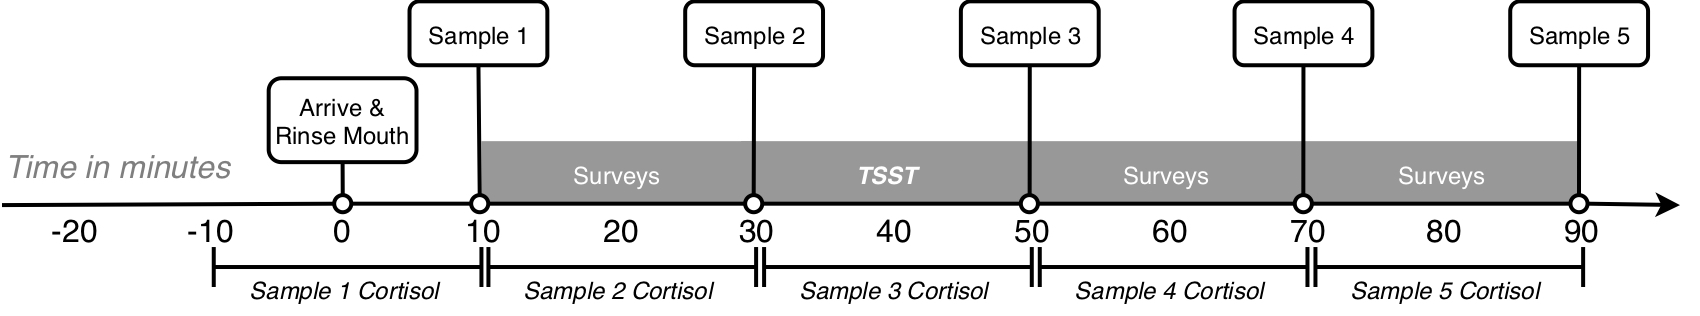 Sample 1
Sample 2
Sample 3
Sample 4
Sample 5
Arrive &
Rinse Mouth
Time in minutes
Surveys
TSST
Surveys
Surveys
-20
-10
0
10
20
30
40
50
60
70
80
90
Sample 1 Cortisol
Sample 2 Cortisol
Sample 3 Cortisol
Sample 4 Cortisol
Sample 5 Cortisol